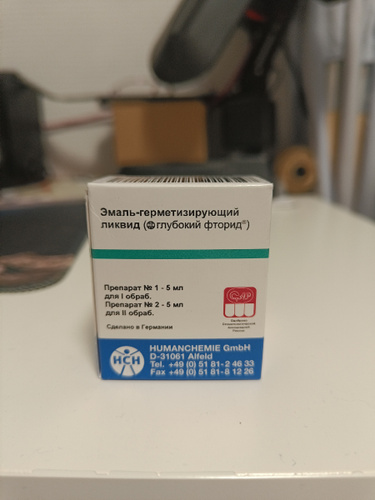 Эмаль-герметизирующий
ликвид (глубокий фторид®)
Препарат № 1 - 5 мл
для I обраб.
Препарат № 2 - 5 мл
для II обраб.
Сделано в Германии
HCH
HUMANCHEMIE GmbH
D-31061 Alfeld
Tel. +49 (0) 51 81-2 46 33
Fax +49 (0) 51 81-8 12 26